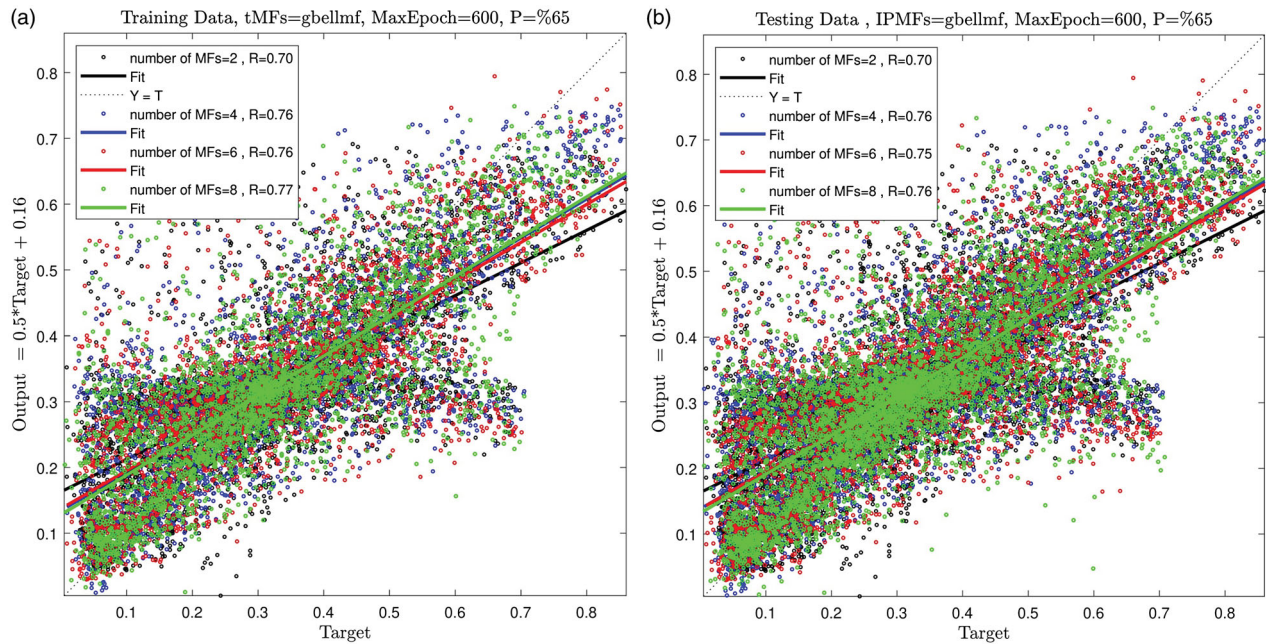 (a)
Training Data, tMFs=gbellmf, MaxEpoch=600, P=%65
number of MFs=2 , R=0.70
Fit
Y = T
number of MFs=4 , R=0.76
Fit
number of MFs=6 , R=0.76
Fit
number of MFs=8 , R=0.77
Fit
Output = 0.5*Target + 0.16
0.8
0.7
0.6
0.5
0.4
0.3
0.2
0.1
0.1 0.2 0.3 0.4 0.5 0.6 0.7 0.8
Target
(b)
Testing Data , IPMFs=gbellmf, MaxEpoch=600, P=%65
number of MFs=2 , R=0.70
Fit
Y = T
number of MFs=4 , R=0.76
Fit
number of MFs=6 , R=0.75
Fit
number of MFs=8 , R=0.76
Fit
Output = 0.5*Target + 0.16
0.8
0.7
0.6
0.5
0.4
0.3
0.2
0.1
0.1 0.2 0.3 0.4 0.5 0.6 0.7 0.8
Target